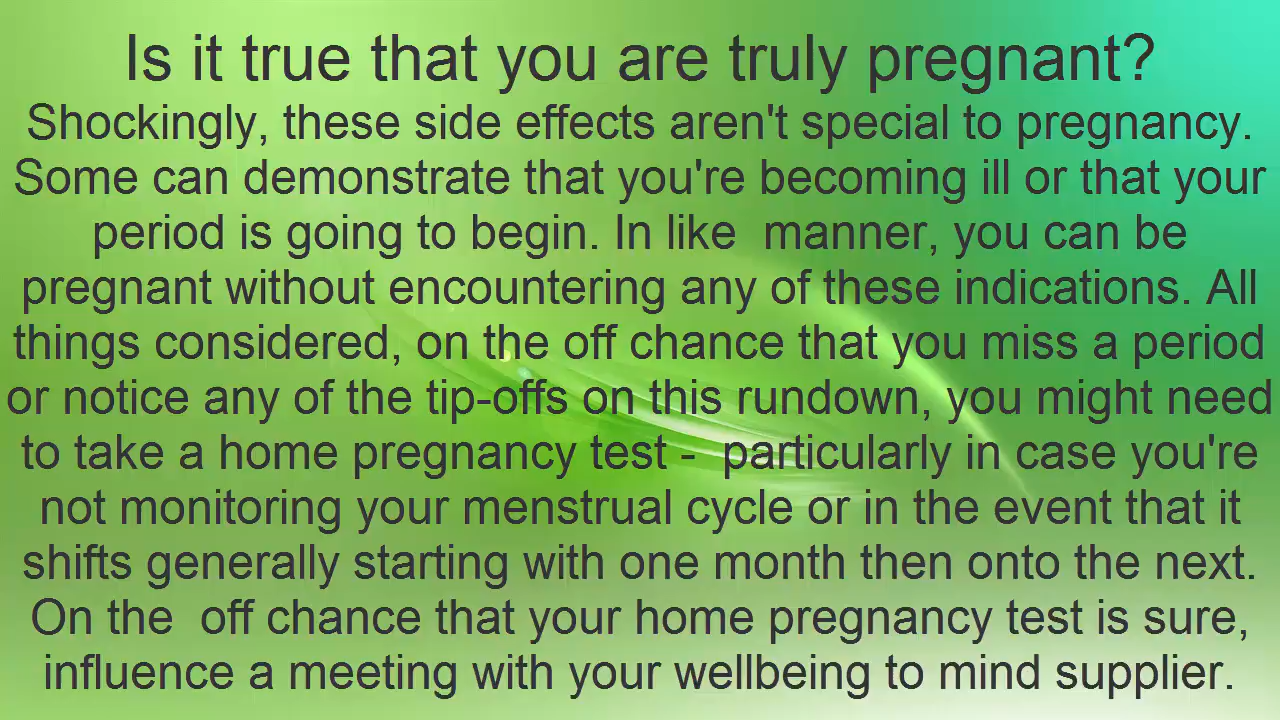 Is it true that you are truly pregnant?
Shockingly, these side effects aren't special to pregnancy.
Some can demonstrate that you're becoming ill or that your
period is going to begin. In like  manner, you can be
pregnant without encountering any of these indications. All
things considered, on the off chance that you miss a period
or notice any of the tip-offs on this rundown, you might need
to take a home pregnancy test -  particularly in case you're
not monitoring your menstrual cycle or in the event that it
shifts generally starting with one month then onto the next.
On the  off chance that your home pregnancy test is sure,
influence a meeting with your wellbeing to mind supplier.